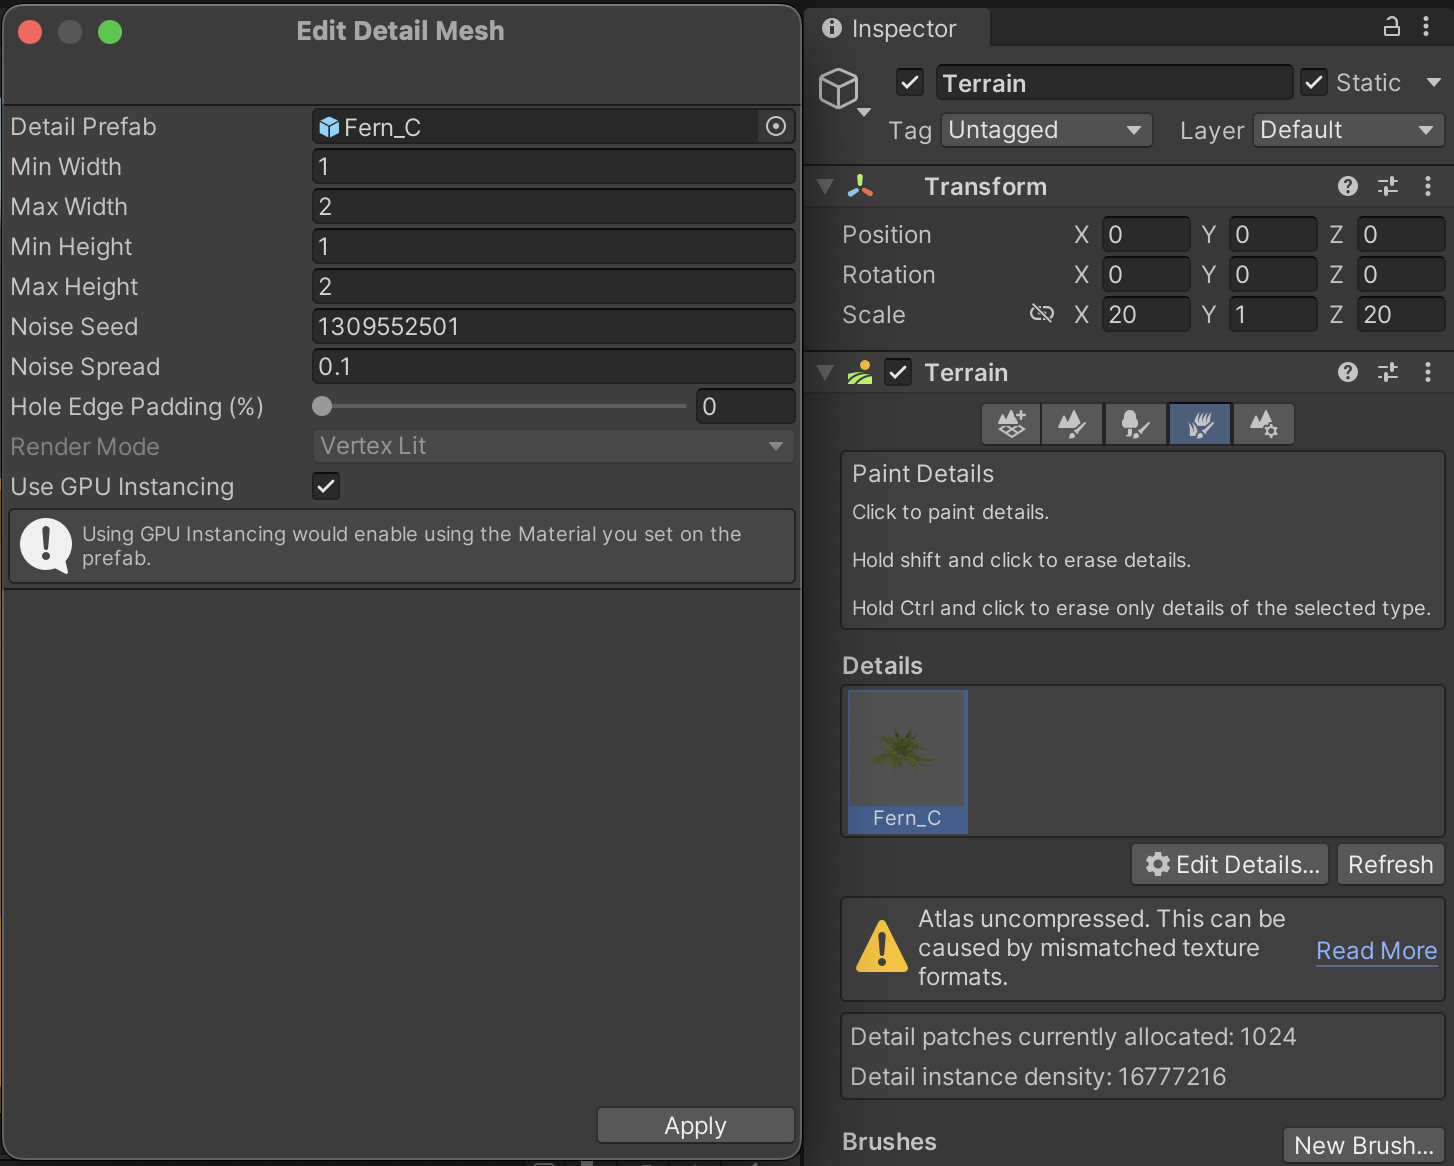 Edit Detail Mesh
Detail Prefab Fern_C
Min Width 1
Max Width 2
Min Height 1
Max Height 2
Noise Seed 1309552501
Noise Spread 0.1
Hole Edge Padding (%) 0
Render Mode Vertex Lit
Use GPU Instancing
Using GPU Instancing would enable using the Material you set on the
prefab.
Apply
Inspector
Terrain Static
Tag Untagged Layer Default
Transform
Position X 0 Y 0 Z 0
Rotation X 0 Y 0 Z 0
Scale X 20 Y 1 Z 20
Terrain
Paint Details
Click to paint details.
Hold shift and click to erase details.
Hold Ctrl and click to erase only details of the selected type.
Details
Fern_C
Edit Details... Refresh
Atlas uncompressed. This can be
caused by mismatched texture
formats.
Read More
Detail patches currently allocated: 1024
Detail instance density: 16777216
Brushes New Brush...